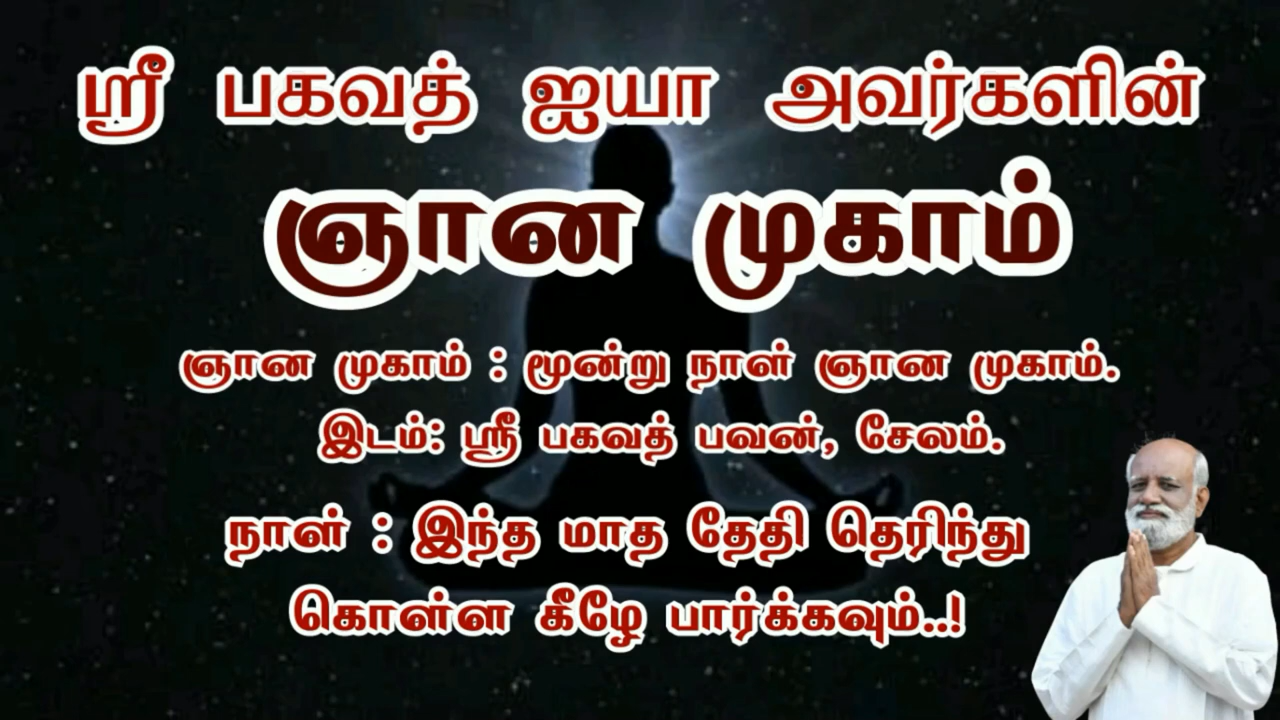 ஸ்ரீ பகவத் ஐயா அவர்களின்
ஞான முகாம்
ஞான முகாம் : மூன்று நாள் ஞான முகாம்.
இடம்: ஸ்ரீ பகவத் பவன், சேலம்.
நாள் : இந்த மாத தேதி தெரிந்து
கொள்ள கீழே பார்க்கவும்..!